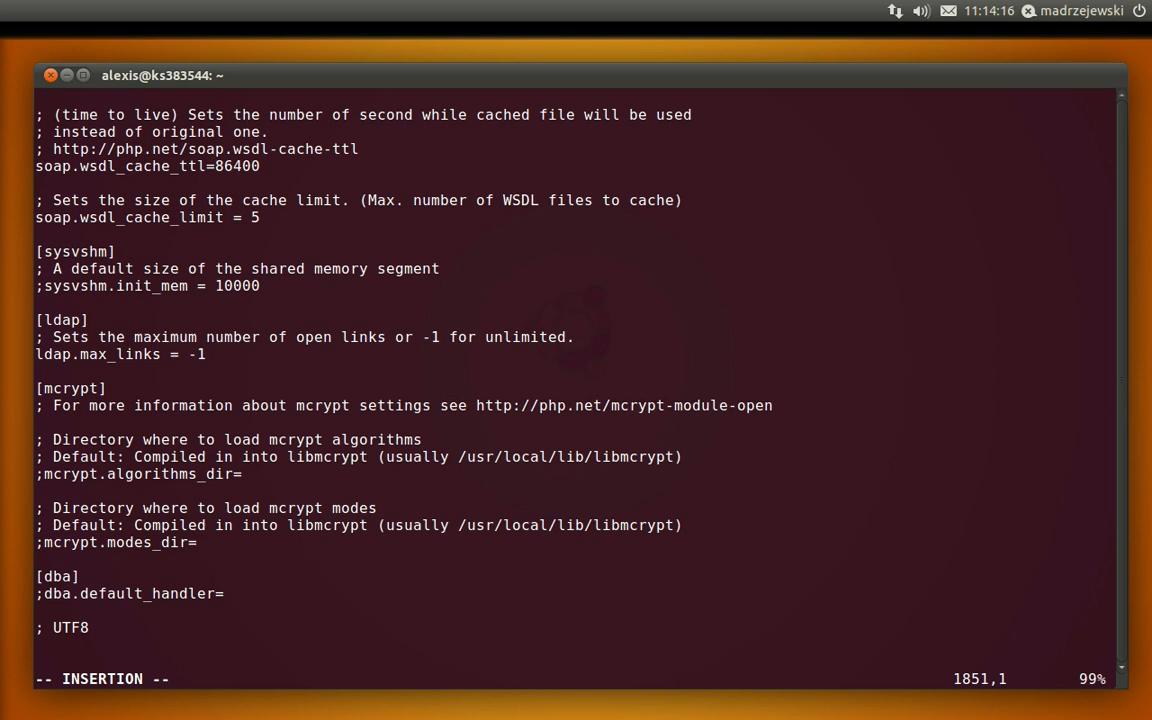 11:14:16 madrzejewski
alexis@ks383544: ~
; (time to live) Sets the number of second while cached file will be used
; instead of original one.
; http://php.net/soap.wsdl-cache-ttl
soap.wsdl_cache_ttl=86400
; Sets the size of the cache limit. (Max. number of WSDL files to cache)
soap.wsdl_cache_limit = 5
[sysvshm]
; A default size of the shared memory segment
;sysvshm.init_mem = 10000
[ldap]
; Sets the maximum number of open links or -1 for unlimited.
ldap.max_links = -1
[mcrypt]
; For more information about mcrypt settings see http://php.net/mcrypt-module-open
; Directory where to load mcrypt algorithms
; Default: Compiled in into libmcrypt (usually /usr/local/lib/libmcrypt)
;mcrypt.algorithms_dir=
; Directory where to load mcrypt modes
; Default: Compiled in into libmcrypt (usually /usr/local/lib/libmcrypt)
;mcrypt.modes_dir=
[dba]
;dba.default_handler=
; UTF8
-- INSERTION -- 1851,1 99%